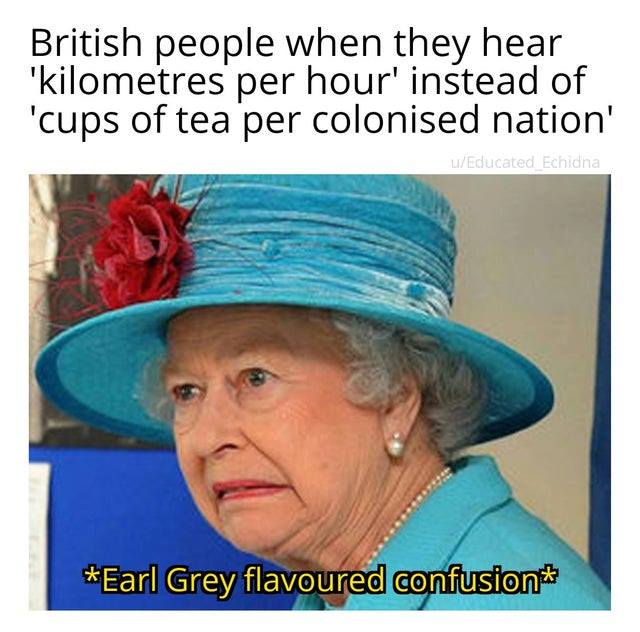 British people when they hear
'kilometres per hour' instead of
'cups of tea per colonised nation'
u/Educated_Echidna
*Earl Grey flavoured confusion*